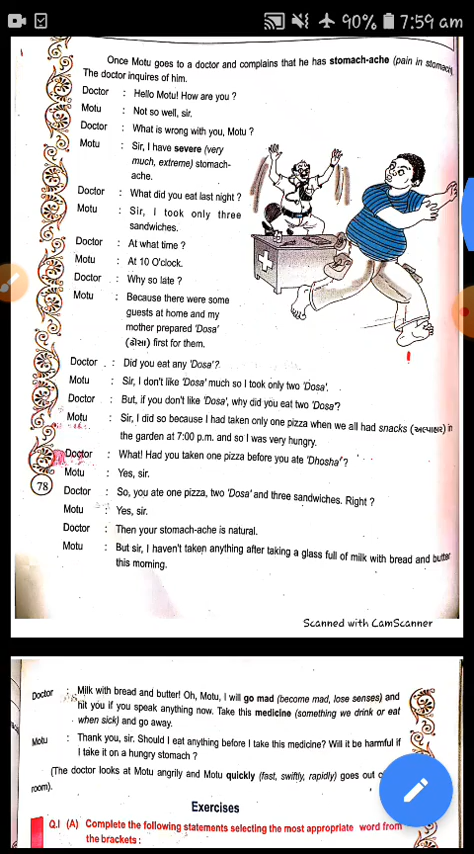 90% 7:59 am
Once Motu goes to a doctor and complains that he has stomach-ache (pain in stomach)
The doctor inquires of him.
Doctor : Hello Motu! How are you ?
Motu : Not so well, sir.
Doctor : What is wrong with you, Motu ?
Motu : Sir, I have severe (very
much, extreme) stomach-
ache.
Doctor : What did you eat last night ?
Motu : Sir, I took only three
sandwiches.
Doctor : At what time ?
Motu : At 10 O'clock.
Doctor : Why so late ?
Motu : Because there were some
guests at home and my
mother prepared 'Dosa'
(ઢોસા) first for them.
Doctor : Did you eat any 'Dosa'?
Motu : Sir, I don't like 'Dosa' much so I took only two 'Dosa'.
Doctor : But, if you don't like 'Dosa', why did you eat two 'Dosa'?
Motu : Sir, I did so because I had taken only one pizza when we all had snacks (અલ્પાહાર) in
the garden at 7:00 p.m. and so I was very hungry.
Doctor : What! Had you taken one pizza before you ate 'Dhosha'?
Motu : Yes, sir.
78
Doctor : So, you ate one pizza, two 'Dosa' and three sandwiches. Right ?
Motu : Yes, sir.
Doctor : Then your stomach-ache is natural.
Motu : But sir, I haven't taken anything after taking a glass full of milk with bread and butter
this morning.
Scanned with CamScanner
Doctor : Milk with bread and butter! Oh, Motu, I will go mad (become mad, lose senses) and
hit you if you speak anything now. Take this medicine (something we drink or eat
when sick) and go away.
Motu : Thank you, sir. Should I eat anything before I take this medicine? Will it be harmful if
I take it on a hungry stomach ?
(The doctor looks at Motu angrily and Motu quickly (fast, swiftly, rapidly) goes out
room).
Exercises
Q.I (A) Complete the following statements selecting the most appropriate word from
the brackets :